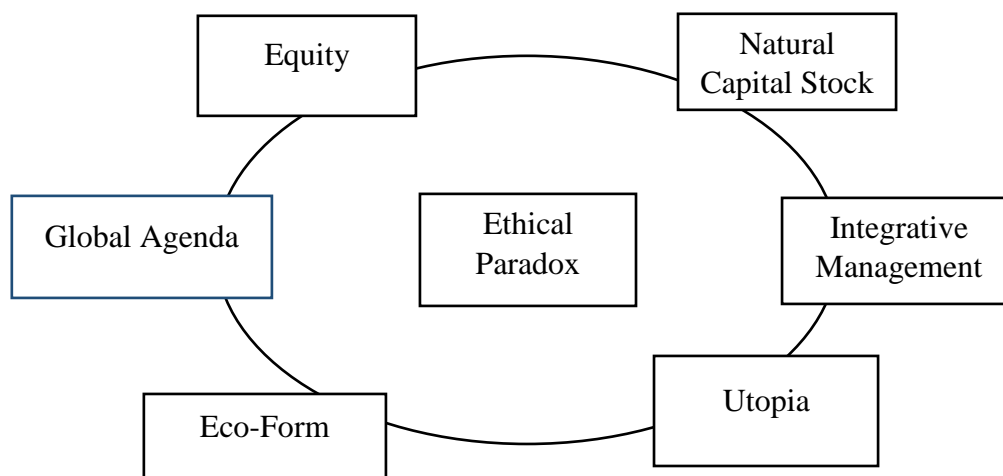 Equity
Natural
Capital Stock
Global Agenda
Ethical
Paradox
Integrative
Management
Utopia
Eco-Form